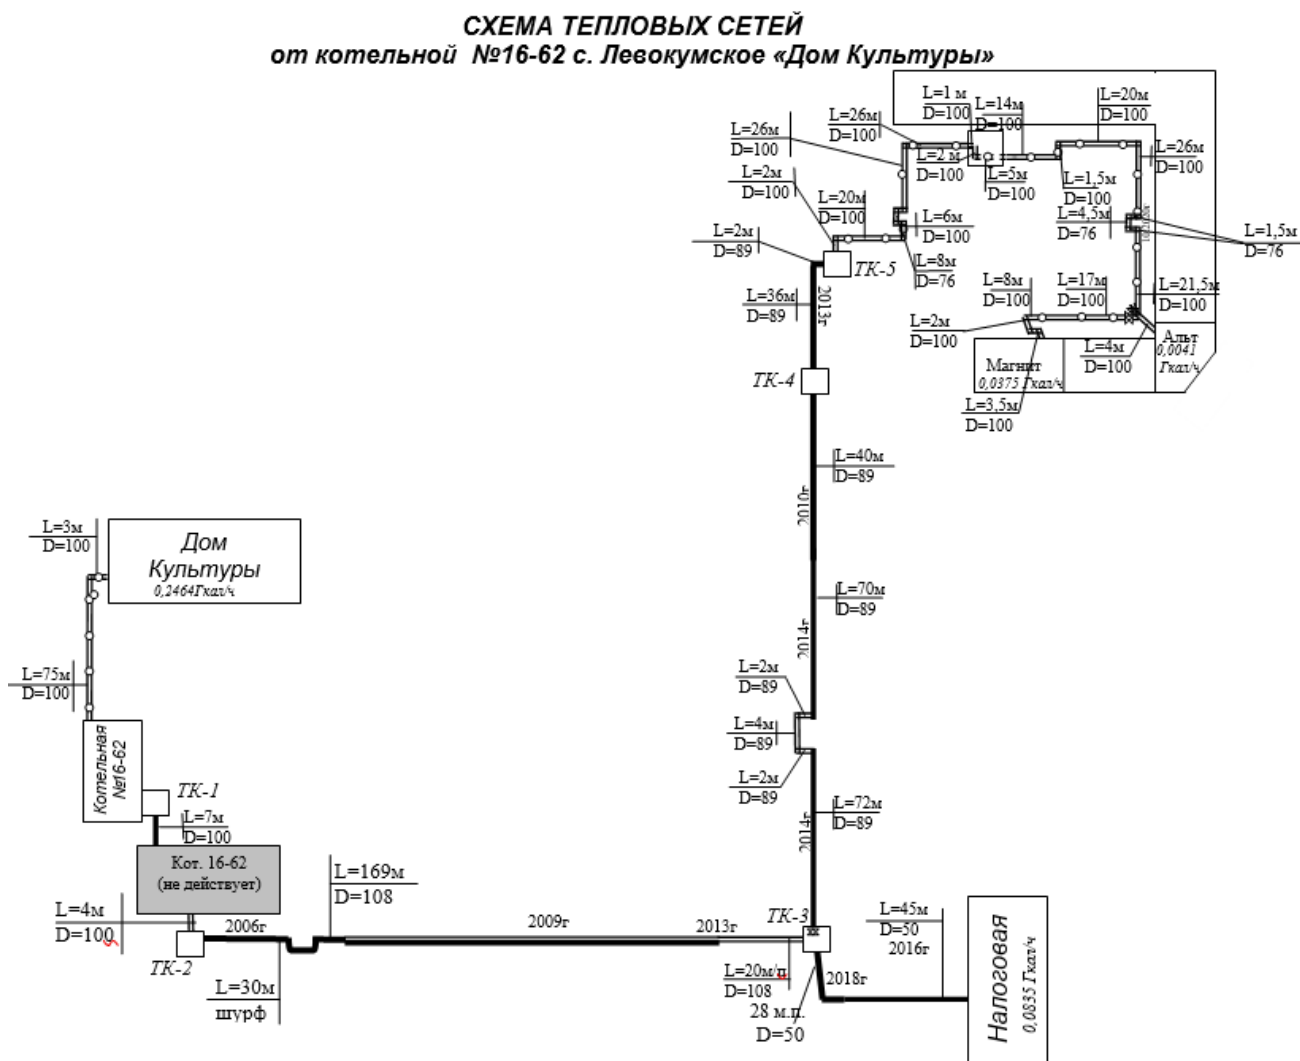 СХЕМА ТЕПЛОВЫХ СЕТЕЙ
от котельной №16-62 с. Левокумское «Дом Культуры»
L=1 м
D=100
L=14м
D=100
L=20м
D=100
L=26м
D=100
L=26м
D=100
L=26м
D=100
L=2 м
D=100
L=5м
D=100
L=1,5м
D=100
L=2м
D=100
L=20м
D=100
L=6м
D=100
L=4,5м
D=76
L=1,5м
D=76
L=2м
D=89
ТК-5
L=8м
D=76
L=8м
D=100
L=17м
D=100
L=21,5м
D=100
L=36м
D=89
2013г
L=2м
D=100
L=4м
D=100
Альт
0,0041
Гкал/ч
Магнит
0,0375 Гкал/ч
L=3,5м
D=100
ТК-4
L=40м
D=89
2010г
L=3м
D=100
Дом
Культуры
0,2464Гкал/ч
L=70м
D=89
2014г
L=75м
D=100
L=2м
D=89
L=4м
D=89
L=2м
D=89
Котельная
№16-62
ТК-1
L=7м
D=100
L=72м
D=89
2014г
Кот. 16-62
(не действует)
L=169м
D=108
L=4м
D=100
2006г
2009г
2013г
ТК-3
L=45м
D=50
2016г
ТК-2
L=30м
шурф
L=20м/п
D=108
28 м.п.
D=50
2018г
Налоговая
0,0835 Гкал/ч